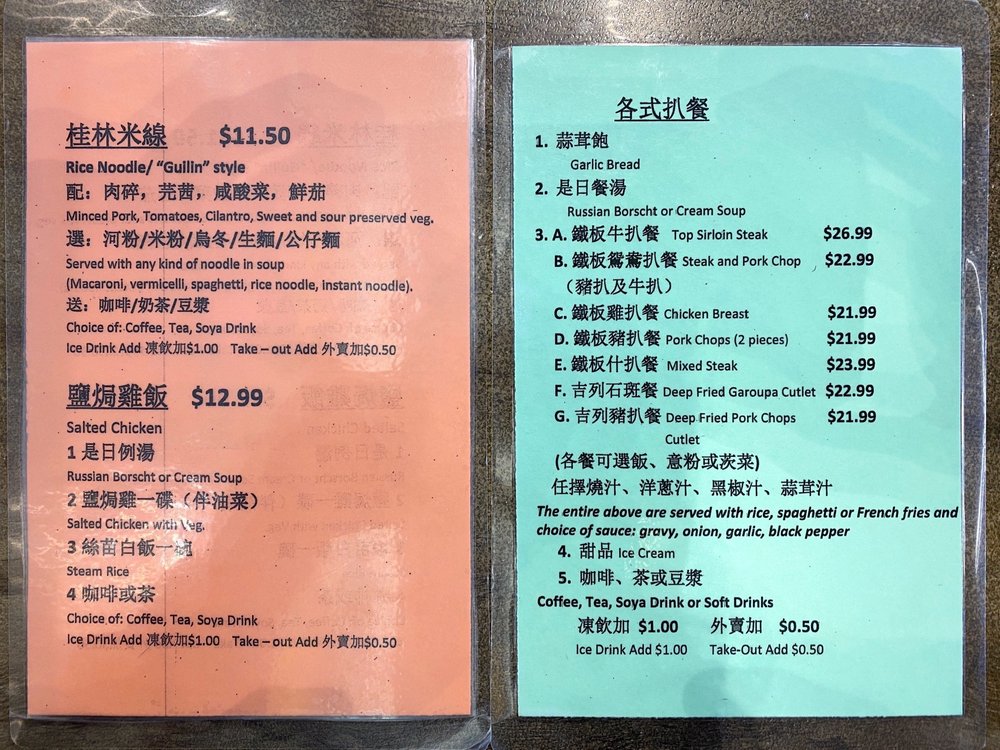 桂林米線 $11.50
Rice Noodle/ “Guilin” style
配：肉碎，芫茜，咸酸菜，鮮茄
Minced Pork, Tomatoes, Cilantro, Sweet and sour preserved veg.
選：河粉/米粉/烏冬/生麵/公仔麵
Served with any kind of noodle in soup
(Macaroni, vermicelli, spaghetti, rice noodle, instant noodle).
送：咖啡/奶茶/豆漿
Choice of: Coffee, Tea, Soya Drink
Ice Drink Add 凍飲加$1.00 Take – out Add 外賣加$0.50
鹽焗雞飯 $12.99
Salted Chicken
1 是日例湯
Russian Borscht or Cream Soup
2 鹽焗雞一碟（伴油菜）
Salted Chicken with Veg.
3 絲苗白飯一碗
Steam Rice
4 咖啡或茶
Choice of: Coffee, Tea, Soya Drink
Ice Drink Add 凍飲加$1.00 Take – out Add 外賣加$0.50
各式扒餐
1. 蒜茸飽
Garlic Bread
2. 是日餐湯
Russian Borscht or Cream Soup
3. A. 鐵板牛扒餐 Top Sirloin Steak $26.99
B. 鐵板鴛鴦扒餐 Steak and Pork Chop $22.99
（豬扒及牛扒）
C. 鐵板雞扒餐 Chicken Breast $21.99
D. 鐵板豬扒餐 Pork Chops (2 pieces) $21.99
E. 鐵板什扒餐 Mixed Steak $23.99
F. 吉列石斑餐 Deep Fried Garoupa Cutlet $22.99
G. 吉列豬扒餐 Deep Fried Pork Chops $21.99
Cutlet
(各餐可選飯、意粉或茨菜)
任擇燒汁、洋蔥汁、黑椒汁、蒜茸汁
The entire above are served with rice, spaghetti or French fries and
choice of sauce: gravy, onion, garlic, black pepper
4. 甜品 Ice Cream
5. 咖啡、茶或豆漿
Coffee, Tea, Soya Drink or Soft Drinks
凍飲加 $1.00 外賣加 $0.50
Ice Drink Add $1.00 Take-Out Add $0.50